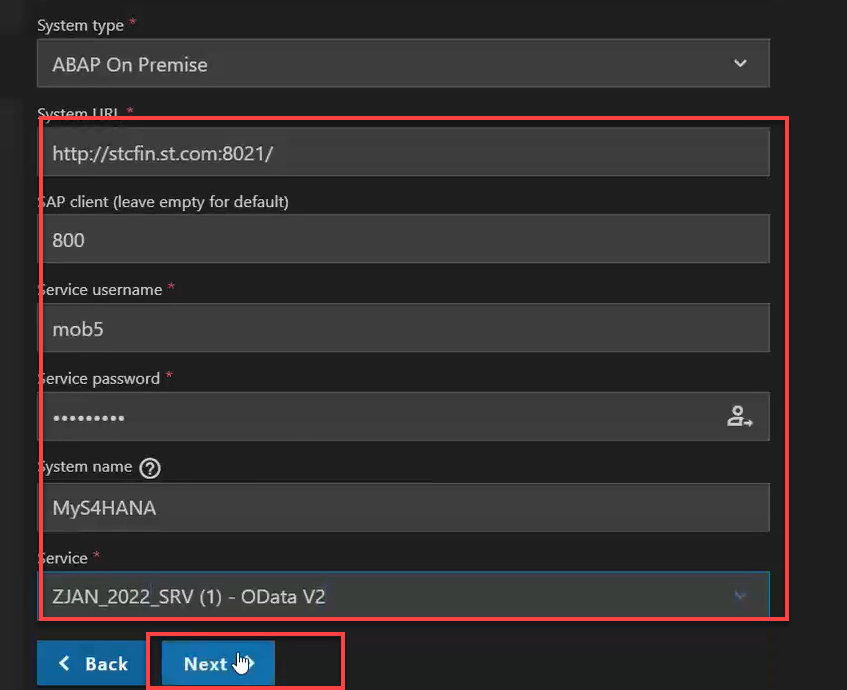 System type *
ABAP On Premise
System URL *
http://stcfin.st.com:8021/
SAP client (leave empty for default)
800
Service username *
mob5
Service password *
•••••••••
System name ?
MyS4HANA
Service *
ZJAN_2022_SRV (1) - OData V2
Back Next